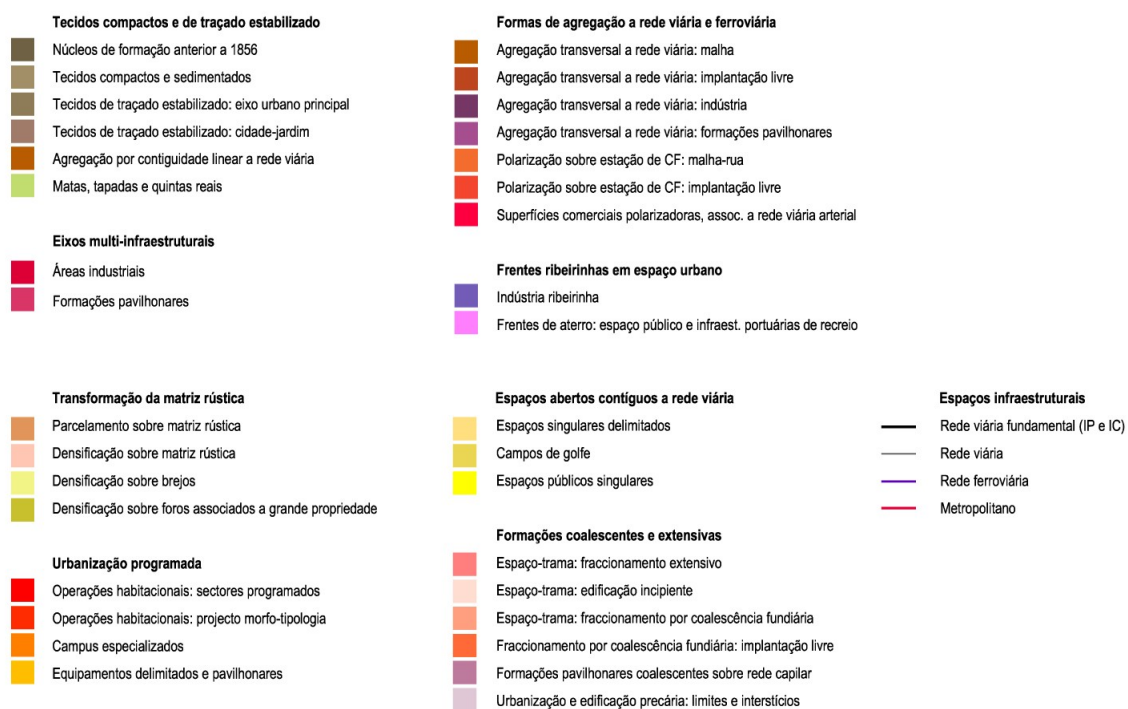 Tecidos compactos e de traçado estabilizado
Núcleos de formação anterior a 1856
Tecidos compactos e sedimentados
Tecidos de traçado estabilizado: eixo urbano principal
Tecidos de traçado estabilizado: cidade-jardim
Agregação por contiguidade linear a rede viária
Matas, tapadas e quintas reais
Eixos multi-infraestruturais
Áreas industriais
Formações pavilhonares
Formas de agregação a rede viária e ferroviária
Agregação transversal a rede viária: malha
Agregação transversal a rede viária: implantação livre
Agregação transversal a rede viária: indústria
Agregação transversal a rede viária: formações pavilhonares
Polarização sobre estação de CF: malha-rua
Polarização sobre estação de CF: implantação livre
Superfícies comerciais polarizadoras, assoc. a rede viária arterial
Frentes ribeirinhas em espaço urbano
Indústria ribeirinha
Frentes de aterro: espaço público e infraest. portuárias de recreio
Transformação da matriz rústica
Parcelamento sobre matriz rústica
Densificação sobre matriz rústica
Densificação sobre brejos
Densificação sobre foros associados a grande propriedade
Urbanização programada
Operações habitacionais: sectores programados
Operações habitacionais: projecto morfo-tipologia
Campus especializados
Equipamentos delimitados e pavilhonares
Espaços abertos contíguos a rede viária
Espaços singulares delimitados
Campos de golfe
Espaços públicos singulares
Formações coalescentes e extensivas
Espaço-trama: fraccionamento extensivo
Espaço-trama: edificação incipiente
Espaço-trama: fraccionamento por coalescência fundiária
Fraccionamento por coalescência fundiária: implantação livre
Formações pavilhonares coalescentes sobre rede capilar
Urbanização e edificação precária: limites e interstícios
Espaços infraestruturais
Rede viária fundamental (IP e IC)
Rede viária
Rede ferroviária
Metropolitano